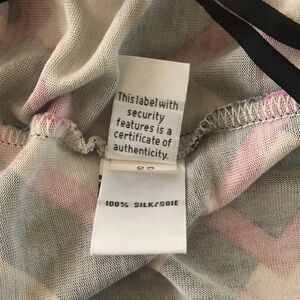 This label with
security
features is a
certificate of
authenticity.
100% SILK/SOIE